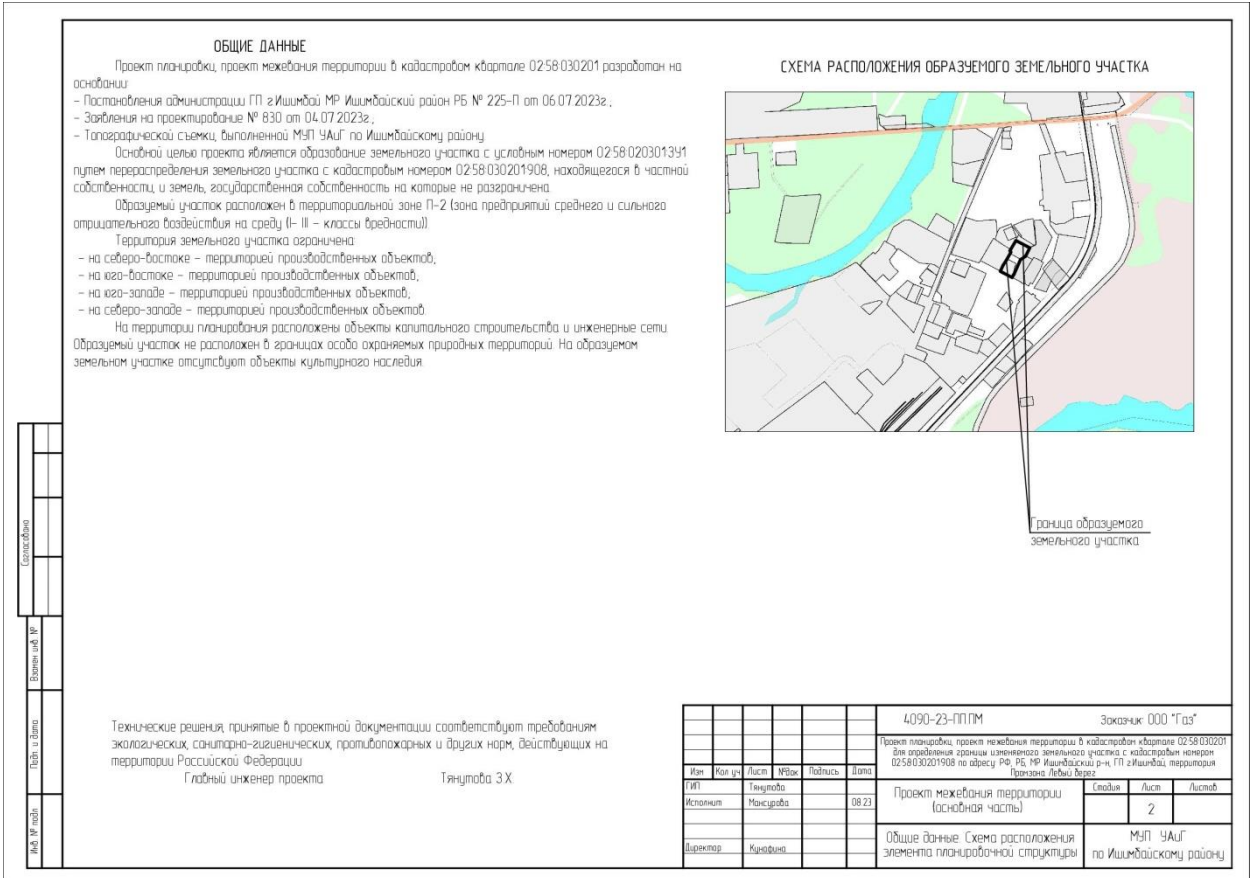 ОБЩИЕ ДАННЫЕ
Проект планировки, проект межевания территории в кадастровом квартале 02:58:030201 разработан на
основании:
- Постановления администрации ГП г.Ишимбай МР Ишимбайский район РБ № 225-П от 06.07.2023г.;
- Заявления на проектирование № 830 от 04.07.2023г.;
- Топографической съемки, выполненной МУП УАиГ по Ишимбайскому району.
Основной целью проекта является образование земельного участка с условным номером 02:58:020301:ЗУ1
путем перераспределения земельного участка с кадастровым номером 02:58:030201:908, находящегося в частной
собственности, и земель, государственная собственность на которые не разграничена.
Образуемый участок расположен в территориальной зоне П-2 (зона предприятий среднего и сильного
отрицательного воздействия на среду (I- III - классы вредности)).
Территория земельного участка ограничена:
- на северо-востоке - территорией производственных объектов;
- на юго-востоке - территорией производственных объектов;
- на юго-западе - территорией производственных объектов;
- на северо-западе - территорией производственных объектов.
На территории планирования расположены объекты капитального строительства и инженерные сети.
Образуемый участок не расположен в границах особо охраняемых природных территорий. На образуемом
земельном участке отсутсвуют объекты культурного наследия.
СХЕМА РАСПОЛОЖЕНИЯ ОБРАЗУЕМОГО ЗЕМЕЛЬНОГО УЧАСТКА
Граница образуемого
земельного участка
Согласовано
Взамен инв. №
Подп. и дата
Инв. № подл.
Технические решения, принятые в проектной документации соответствуют требованиям
экологических, санитарно-гигиенических, противопожарных и других норм, действующих на
территории Российской Федерации
Главный инженер проекта Тянутова З.Х.
4090-23-ПП.ПМ Заказчик: ООО "Газ"
Проект планировки, проект межевания территории в кадастровом квартале 02:58:030201
для определения границы изменяемого земельного участка с кадастровым номером
02:58:030201:908 по адресу: РФ, РБ, МР Ишимбайский р-н, ГП г.Ишимбай, территория
Промзона Левый берег
Изм. Кол.уч Лист №док. Подпись Дата
ГИП Тянутова
Исполнит Мансурова 08.23
Директор Кунафина
Проект межевания территории
(основная часть)
Стадия Лист Листов
2
Общие данные. Схема расположения
элемента планировочной структуры
МУП УАиГ
по Ишимбайскому району